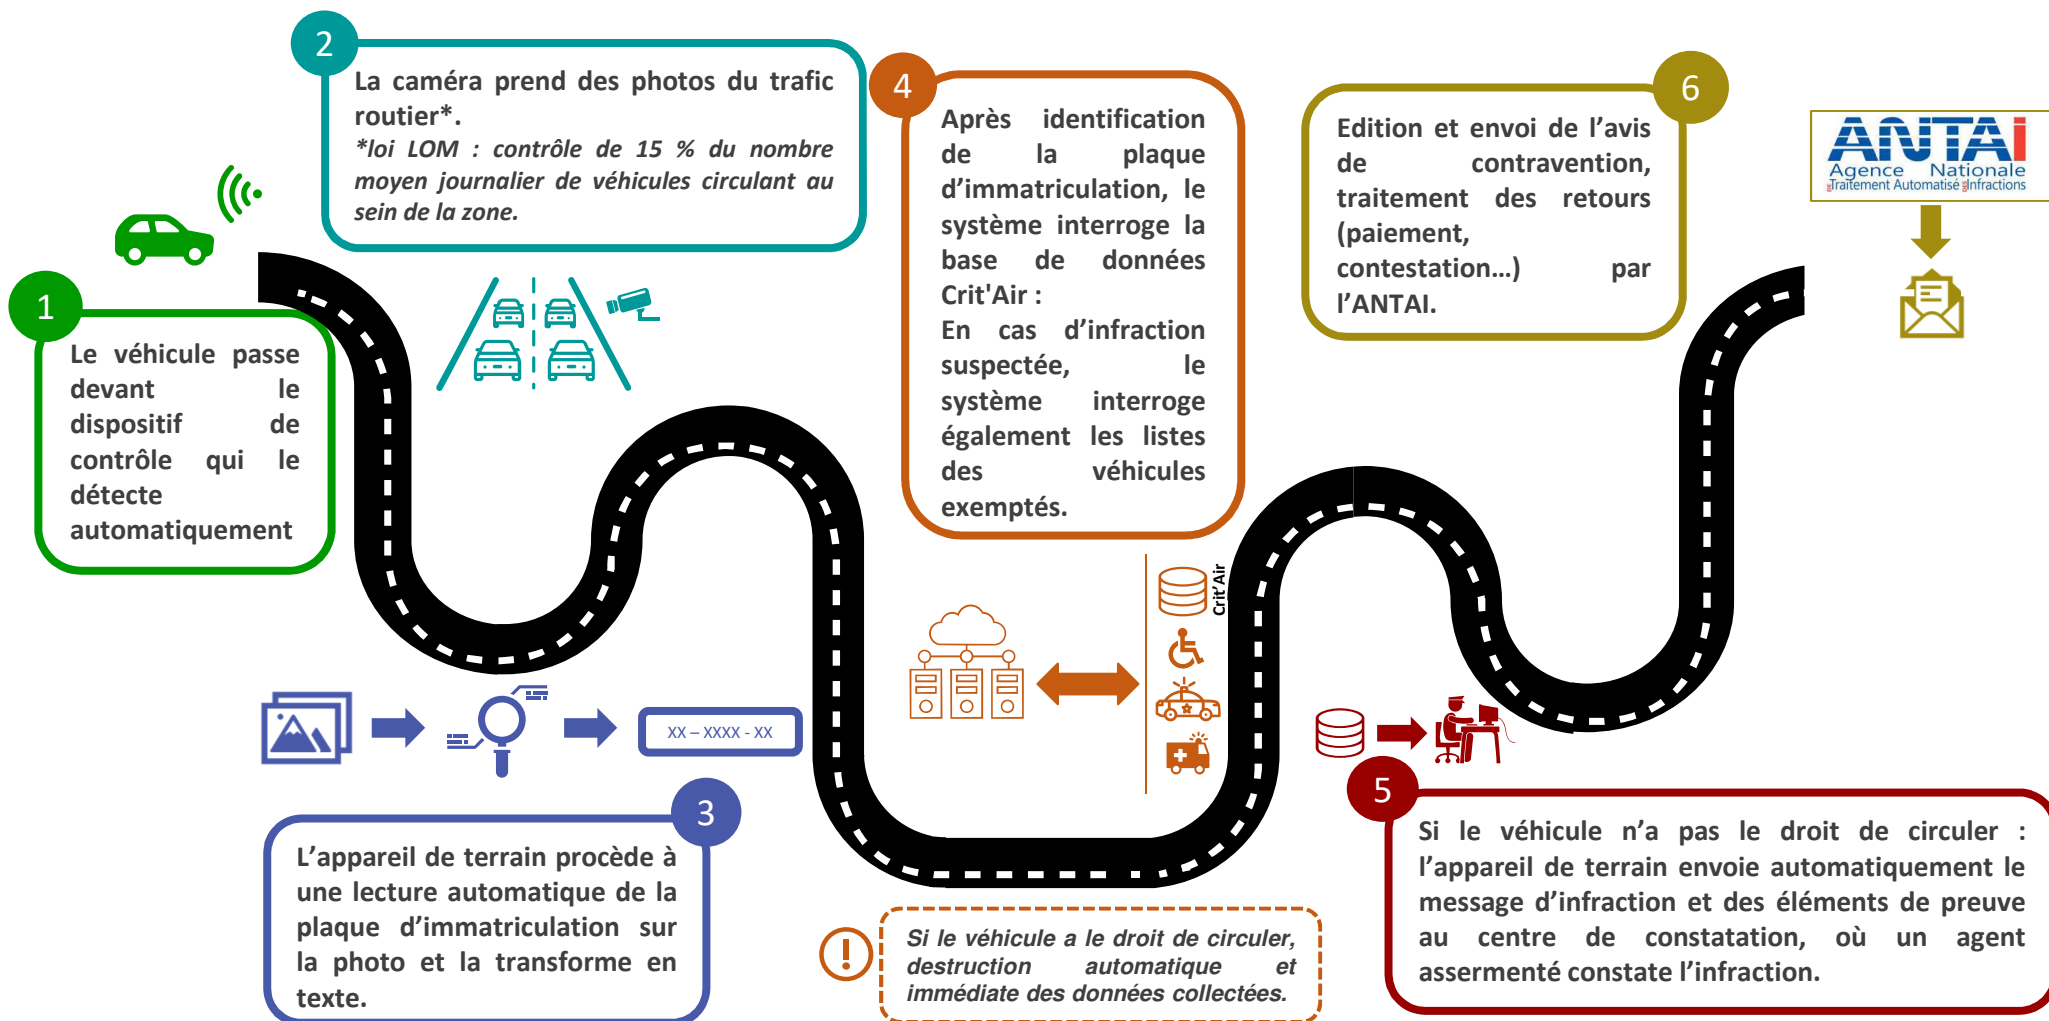 1
Le véhicule passe
devant le
dispositif de
contrôle qui le
détecte
automatiquement
2
La caméra prend des photos du trafic
routier*.
*loi LOM : contrôle de 15 % du nombre
moyen journalier de véhicules circulant au
sein de la zone.
XX – XXXX - XX
3
L’appareil de terrain procède à
une lecture automatique de la
plaque d’immatriculation sur
la photo et la transforme en
texte.
4
Après identification
de la plaque
d’immatriculation, le
système interroge la
base de données
Crit'Air :
En cas d’infraction
suspectée, le
système interroge
également les listes
des véhicules
exemptés.
Crit’Air
!
Si le véhicule a le droit de circuler,
destruction automatique et
immédiate des données collectées.
5
Si le véhicule n’a pas le droit de circuler :
l’appareil de terrain envoie automatiquement le
message d’infraction et des éléments de preuve
au centre de constatation, où un agent
assermenté constate l’infraction.
6
Edition et envoi de l’avis
de contravention,
traitement des retours
(paiement,
contestation…) par
l’ANTAI.
ANTAI
Agence Nationale
DE Traitement Automatisé DES Infractions